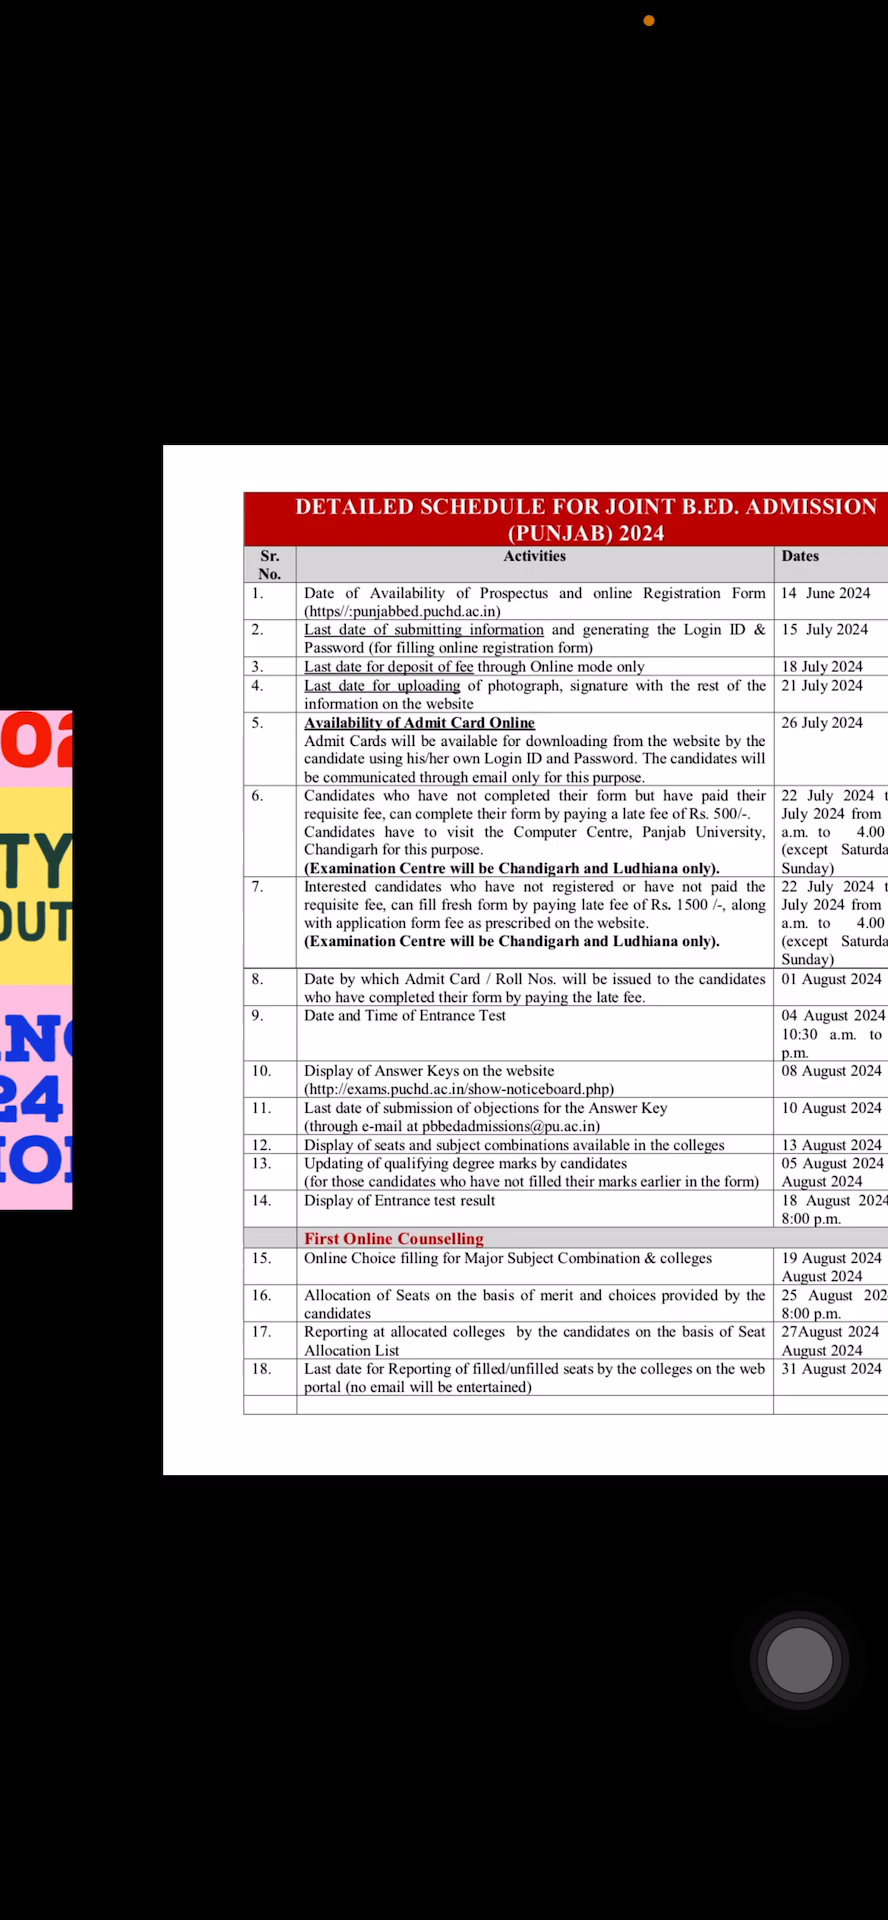 02
TY
OUT
NG
24
IO
DETAILED SCHEDULE FOR JOINT B.ED. ADMISSION
(PUNJAB) 2024
Sr.
No.
Activities
Dates
1.
Date of Availability of Prospectus and online Registration Form
(https//:punjabbed.puchd.ac.in)
14 June 2024
2.
Last date of submitting information and generating the Login ID &
Password (for filling online registration form)
15 July 2024
3.
Last date for deposit of fee through Online mode only
18 July 2024
4.
Last date for uploading of photograph, signature with the rest of the
information on the website
21 July 2024
5.
Availability of Admit Card Online
Admit Cards will be available for downloading from the website by the
candidate using his/her own Login ID and Password. The candidates will
be communicated through email only for this purpose.
26 July 2024
6.
Candidates who have not completed their form but have paid their
requisite fee, can complete their form by paying a late fee of Rs. 500/-.
Candidates have to visit the Computer Centre, Panjab University,
Chandigarh for this purpose.
(Examination Centre will be Chandigarh and Ludhiana only).
22 July 2024 t
July 2024 from
a.m. to 4.00
(except Saturda
Sunday)
7.
Interested candidates who have not registered or have not paid the
requisite fee, can fill fresh form by paying late fee of Rs. 1500 /-, along
with application form fee as prescribed on the website.
(Examination Centre will be Chandigarh and Ludhiana only).
22 July 2024 t
July 2024 from
a.m. to 4.00
(except Saturda
Sunday)
8.
Date by which Admit Card / Roll Nos. will be issued to the candidates
who have completed their form by paying the late fee.
01 August 2024
9.
Date and Time of Entrance Test
04 August 2024
10:30 a.m. to
p.m.
10.
Display of Answer Keys on the website
(http://exams.puchd.ac.in/show-noticeboard.php)
08 August 2024
11.
Last date of submission of objections for the Answer Key
(through e-mail at pbbedadmissions@pu.ac.in)
10 August 2024
12.
Display of seats and subject combinations available in the colleges
13 August 2024
13.
Updating of qualifying degree marks by candidates
(for those candidates who have not filled their marks earlier in the form)
05 August 2024
August 2024
14.
Display of Entrance test result
18 August 2024
8:00 p.m.
First Online Counselling
15.
Online Choice filling for Major Subject Combination & colleges
19 August 2024
August 2024
16.
Allocation of Seats on the basis of merit and choices provided by the
candidates
25 August 202
8:00 p.m.
17.
Reporting at allocated colleges by the candidates on the basis of Seat
Allocation List
27August 2024
August 2024
18.
Last date for Reporting of filled/unfilled seats by the colleges on the web
portal (no email will be entertained)
31 August 2024